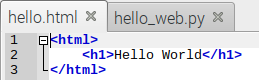 hello.html × hello_web.py ×
1 <html>
2 <h1>Hello World</h1>
3 </html>